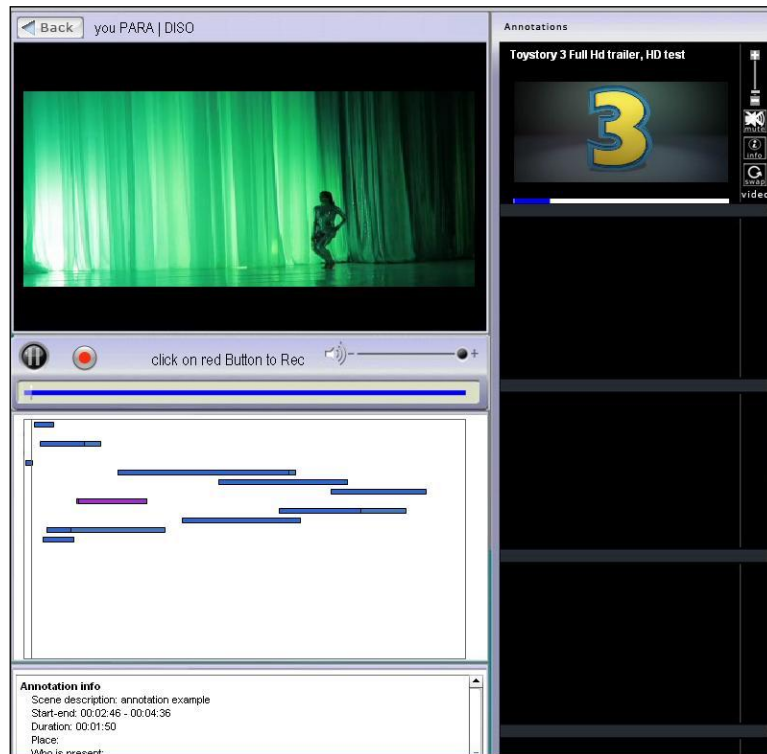 Back
you PARA | DISO
click on red Button to Rec
Annotation info
Scene description: annotation example
Start-end: 00:02:46 - 00:04:36
Duration: 00:01:50
Place:
Who is present:
Annotations
Toystory 3 Full Hd trailer, HD test
3
mute
info
swap
video